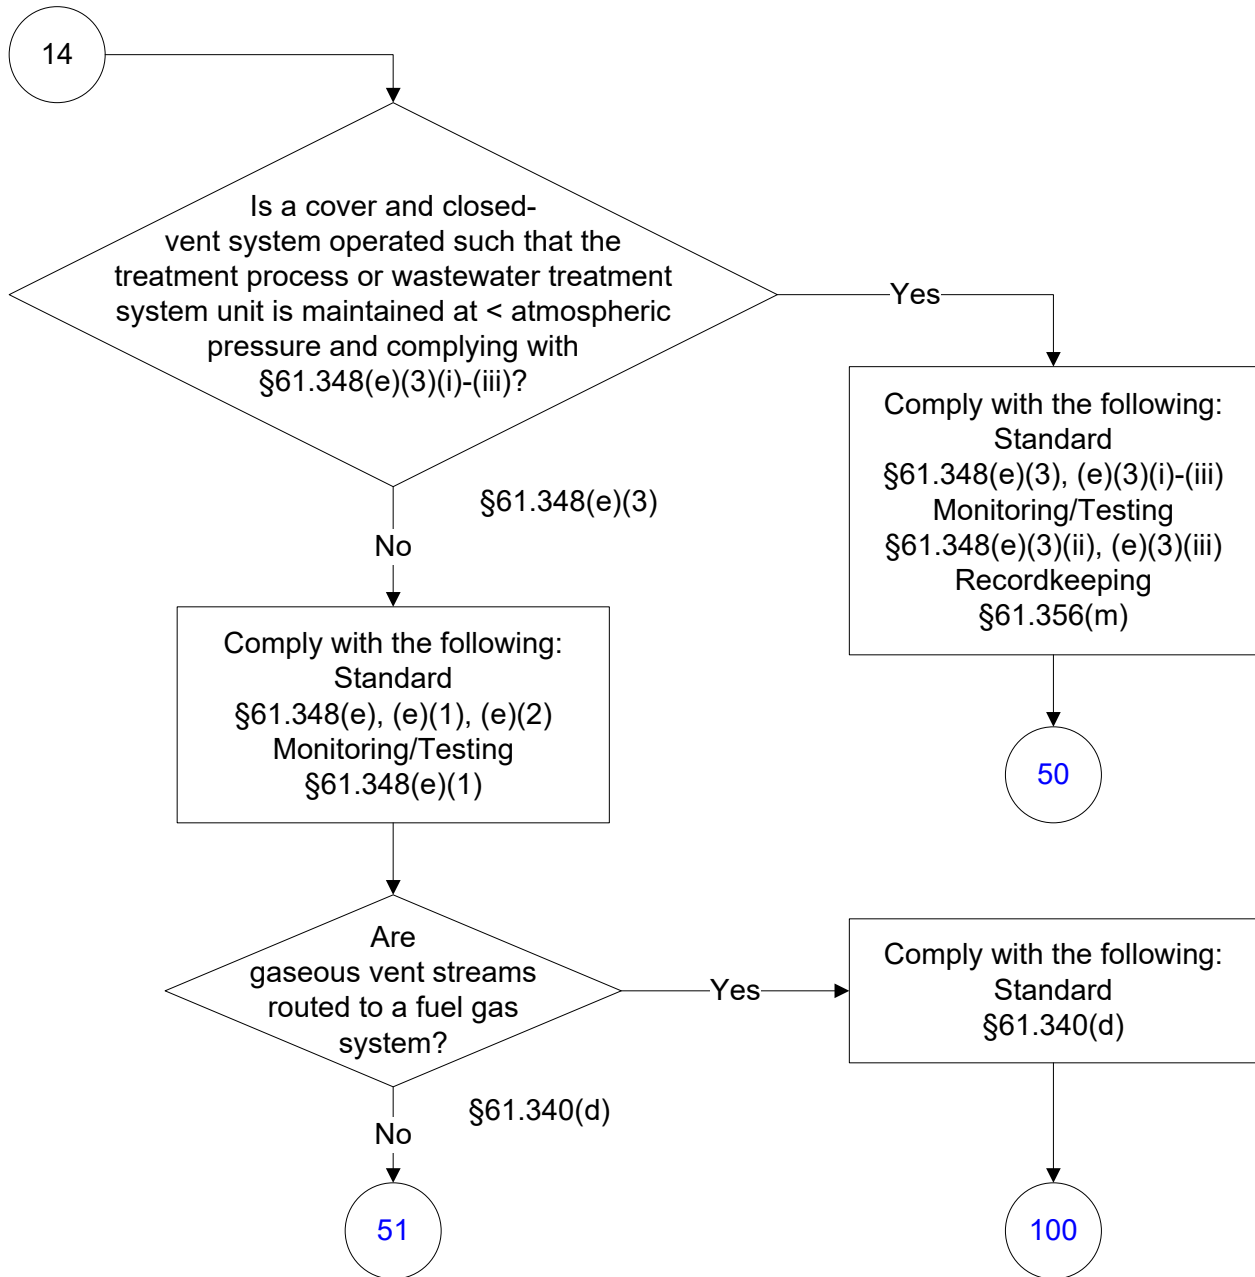 14
Is a cover and closed-
vent system operated such that the
treatment process or wastewater treatment
system unit is maintained at < atmospheric
pressure and complying with
§61.348(e)(3)(i)-(iii)?
Yes
§61.348(e)(3)
No
Comply with the following:
Standard
§61.348(e)(3), (e)(3)(i)-(iii)
Monitoring/Testing
§61.348(e)(3)(ii), (e)(3)(iii)
Recordkeeping
§61.356(m)
50
Comply with the following:
Standard
§61.348(e), (e)(1), (e)(2)
Monitoring/Testing
§61.348(e)(1)
Are
gaseous vent streams
routed to a fuel gas
system?
Yes
Comply with the following:
Standard
§61.340(d)
§61.340(d)
No
51
100